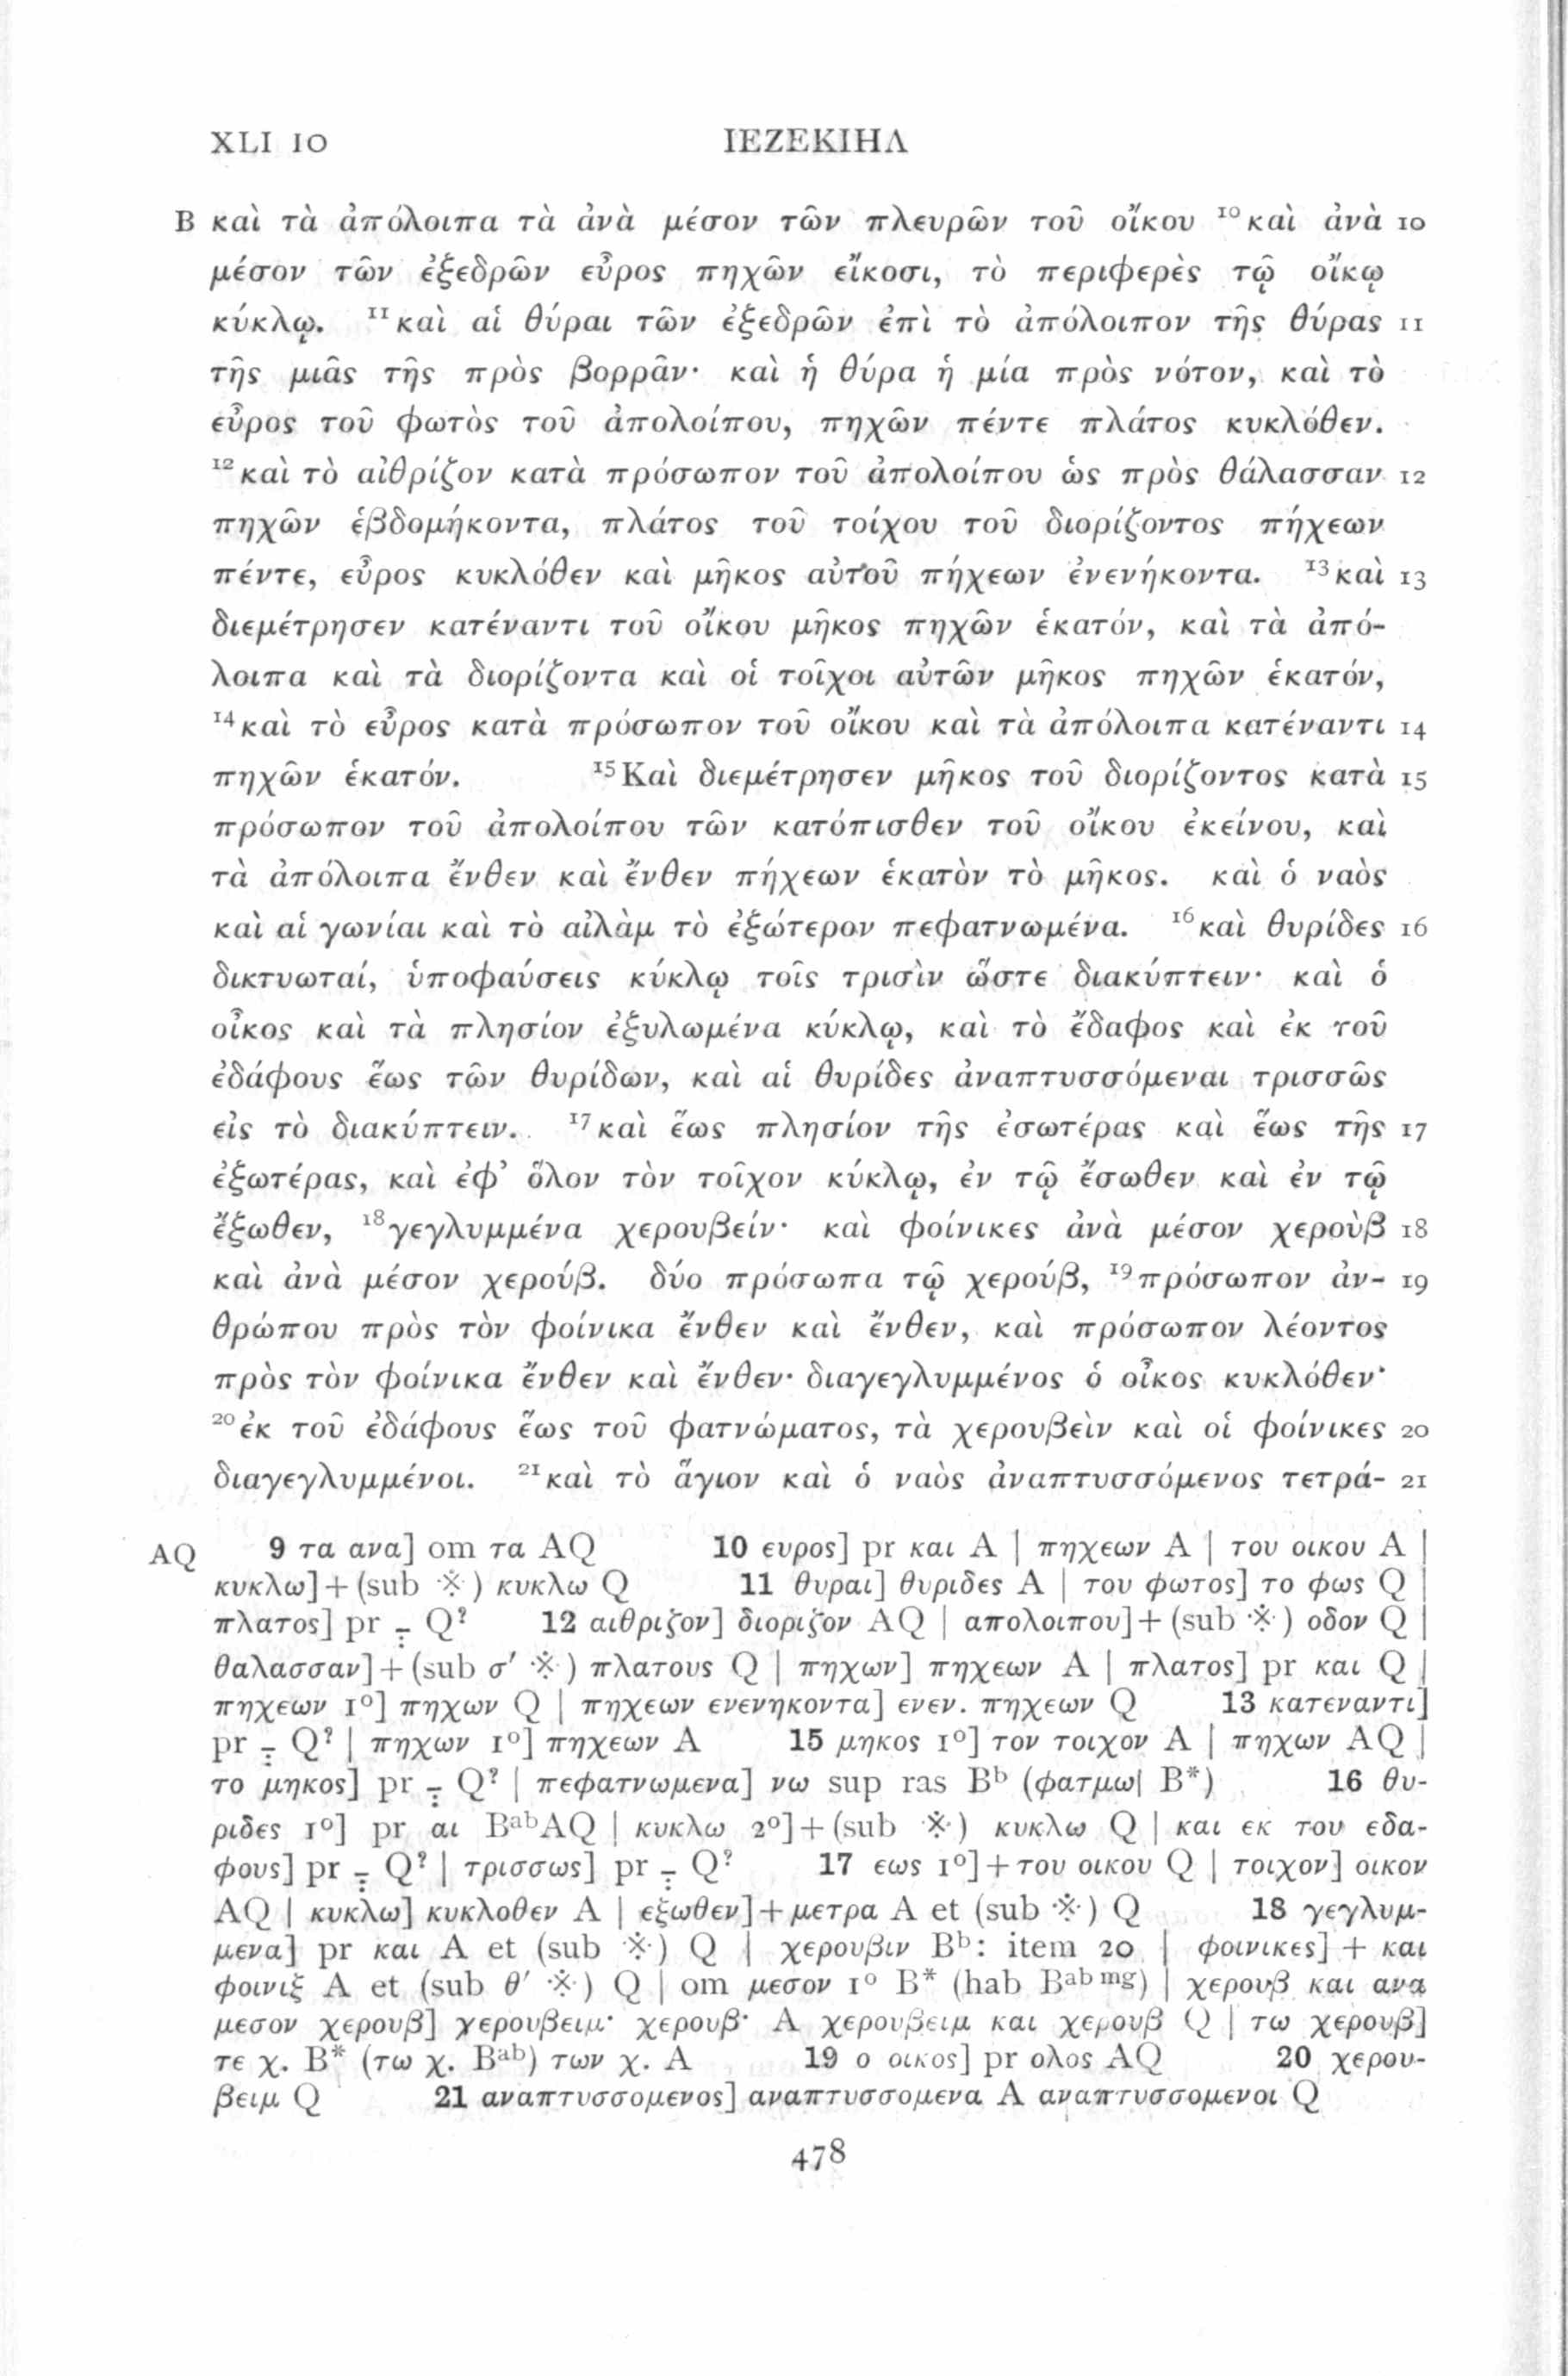 XLI 10 ΙΕΖΕΚΙΗΛ
B καὶ τὰ ἀπόλοιπα τὰ ἀνὰ μέσον τῶν πλευρῶν τοῦ οἴκου ¹⁰καὶ ἀνὰ 10
μέσον τῶν ἐξεδρῶν εὖρος πηχῶν εἴκοσι, τὸ περιφερὲς τῷ οἴκῳ
κύκλῳ. ¹¹καὶ αἱ θύραι τῶν ἐξεδρῶν ἐπὶ τὸ ἀπόλοιπον τῆς θύρας 11
τῆς μιᾶς τῆς πρὸς βορρᾶν· καὶ ἡ θύρα ἡ μία πρὸς νότον, καὶ τὸ
εὖρος τοῦ φωτὸς τοῦ ἀπολοίπου, πηχῶν πέντε πλάτος κυκλόθεν.
¹²καὶ τὸ αἰθρίζον κατὰ πρόσωπον τοῦ ἀπολοίπου ὡς πρὸς θάλασσαν 12
πηχῶν ἑβδομήκοντα, πλάτος τοῦ τοίχου τοῦ διορίζοντος πήχεων
πέντε, εὖρος κυκλόθεν καὶ μῆκος αὐτοῦ πήχεων ἐνενήκοντα. ¹³καὶ 13
διεμέτρησεν κατέναντι τοῦ οἴκου μῆκος πηχῶν ἑκατόν, καὶ τὰ ἀπό-
λοιπα καὶ τὰ διορίζοντα καὶ οἱ τοῖχοι αὐτῶν μῆκος πηχῶν ἑκατόν,
¹⁴καὶ τὸ εὖρος κατὰ πρόσωπον τοῦ οἴκου καὶ τὰ ἀπόλοιπα κατέναντι 14
πηχῶν ἑκατόν. ¹⁵Καὶ διεμέτρησεν μῆκος τοῦ διορίζοντος κατὰ 15
πρόσωπον τοῦ ἀπολοίπου τῶν κατόπισθεν τοῦ οἴκου ἐκείνου, καὶ
τὰ ἀπόλοιπα ἔνθεν καὶ ἔνθεν πήχεων ἑκατὸν τὸ μῆκος. καὶ ὁ ναὸς
καὶ αἱ γωνίαι καὶ τὸ αἰλὰμ τὸ ἐξώτερον πεφατνωμένα. ¹⁶καὶ θυρίδες 16
δικτυωταί, ὑποφαύσεις κύκλῳ τοῖς τρισὶν ὥστε διακύπτειν· καὶ ὁ
οἶκος καὶ τὰ πλησίον ἐξυλωμένα κύκλῳ, καὶ τὸ ἔδαφος καὶ ἐκ τοῦ
ἐδάφους ἕως τῶν θυρίδων, καὶ αἱ θυρίδες ἀναπτυσσόμεναι τρισσῶς
εἰς τὸ διακύπτειν. ¹⁷καὶ ἕως πλησίον τῆς ἐσωτέρας καὶ ἕως τῆς 17
ἐξωτέρας, καὶ ἐφ᾽ ὅλον τὸν τοῖχον κύκλῳ, ἐν τῷ ἔσωθεν καὶ ἐν τῷ
ἔξωθεν, ¹⁸γεγλυμμένα χερουβείν· καὶ φοίνικες ἀνὰ μέσον χεροὺβ 18
καὶ ἀνὰ μέσον χερούβ. δύο πρόσωπα τῷ χερούβ, ¹⁹πρόσωπον ἀν- 19
θρώπου πρὸς τὸν φοίνικα ἔνθεν καὶ ἔνθεν, καὶ πρόσωπον λέοντος
πρὸς τὸν φοίνικα ἔνθεν καὶ ἔνθεν· διαγεγλυμμένος ὁ οἶκος κυκλόθεν·
²⁰ἐκ τοῦ ἐδάφους ἕως τοῦ φατνώματος, τὰ χερουβεὶν καὶ οἱ φοίνικες 20
διαγεγλυμμένοι. ²¹καὶ τὸ ἅγιον καὶ ὁ ναὸς ἀναπτυσσόμενος τετρά- 21
AQ 9 τα ανα] om τα AQ 10 ευρος] pr και A | πηχεων A | του οικου A |
κυκλω]+(sub ※) κυκλω Q 11 θυραι] θυριδες A | του φωτος] το φως Q |
πλατος] pr ⁒ Q? 12 αιθριζον] διοριζον AQ | απολοιπου]+(sub ※) οδον Q |
θαλασσαν]+(sub σ′ ※) πλατους Q | πηχων] πηχεων A | πλατος] pr και Q |
πηχεων 1°] πηχων Q | πηχεων ενενηκοντα] ενεν. πηχεων Q 13 κατεναντι]
pr ⁒ Q? | πηχων 1°] πηχεων A 15 μηκος 1°] τον τοιχον A | πηχων AQ |
το μηκος] pr ⁒ Q? | πεφατνωμενα] νω sup ras Bᵇ (φατμω| B*) 16 θυ-
ριδες 1°] pr αι BᵃᵇAQ | κυκλω 2°]+(sub ※) κυκλω Q | και εκ του εδα-
φους] pr ⁒ Q? | τρισσως] pr ⁒ Q? 17 εως 1°]+του οικου Q | τοιχον] οικον
AQ | κυκλω] κυκλοθεν A | εξωθεν]+μετρα A et (sub ※) Q 18 γεγλυμ-
μενα] pr και A et (sub ※) Q | χερουβιν Bᵇ: item 20 | φοινικες] + και
φοινιξ A et (sub θ′ ※) Q | om μεσον 1° B* (hab Bᵃᵇ ᵐᵍ) | χερουβ και ανα
μεσον χερουβ] χερουβειμ· χερουβ· A χερουβειμ και χερουβ Q | τω χερουβ]
τε χ. B* (τω χ. Bᵃᵇ) των χ. A 19 ο οικος] pr ολος AQ 20 χερου-
βειμ Q 21 αναπτυσσομενος] αναπτυσσομενα A αναπτυσσομενοι Q
478